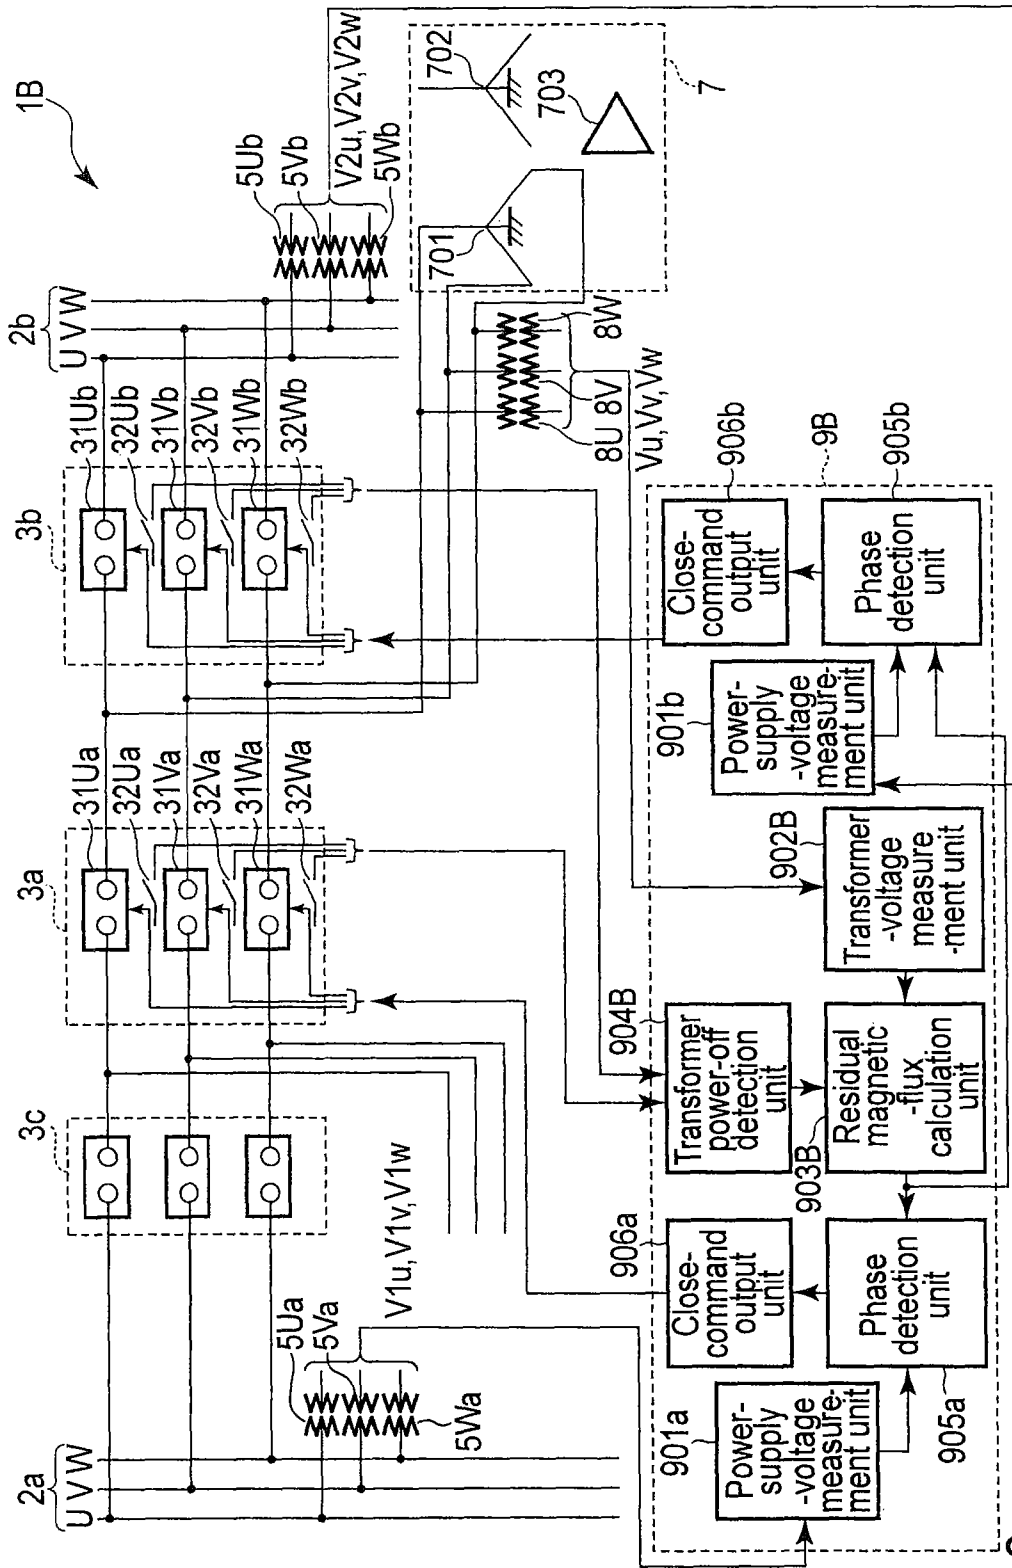 1B
2a
U V W
3c
3a
31Ua
32Ua
31Va
32Va
31Wa
32Wa
3b
31Ub
32Ub
31Vb
32Vb
31Wb
32Wb
2b
U V W
5Ub
5Vb
V2u, V2v, V2w
5Wb
5Ua
5Va
5Wa
V1u, V1v, V1w
701
702
703
7
8U
8V
8W
Vu, Vv, Vw
9B
901a
Power-
supply
-voltage
measure-
ment unit
906a
Close-
command
output
unit
905a
Phase
detection
unit
904B
Transformer
power-off
detection
unit
903B
Residual
magnetic
-flux
calculation
unit
902B
Transformer
-voltage
measure
-ment unit
901b
Power-
supply
-voltage
measure-
ment unit
906b
Close-
command
output
unit
905b
Phase
detection
unit